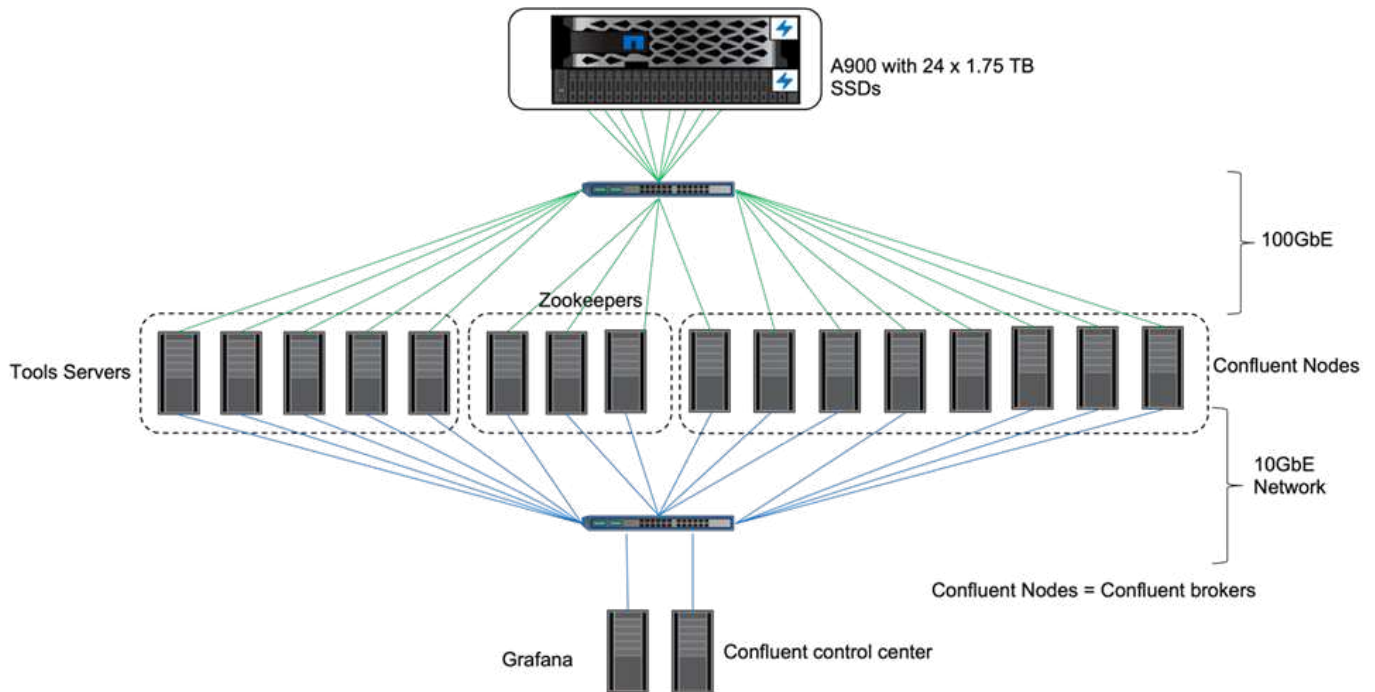 A900 with 24 x 1.75 TB
SSDs
100GbE
Zookeepers
Tools Servers
Confluent Nodes
10GbE
Network
Confluent Nodes = Confluent brokers
Grafana
Confluent control center